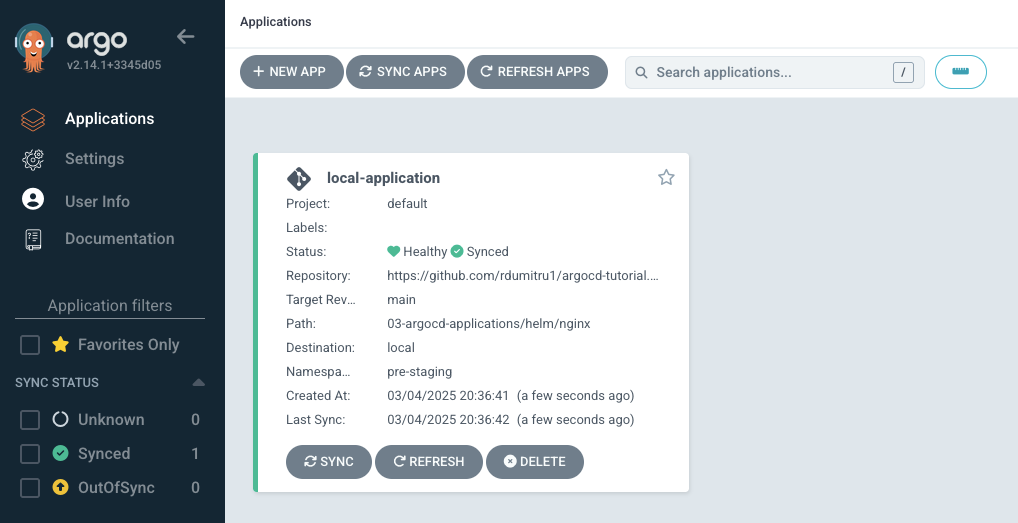 argo
v2.14.1+3345d05
Applications
Settings
User Info
Documentation
Application filters
Favorites Only
SYNC STATUS
Unknown 0
Synced 1
OutOfSync 0
Applications
NEW APP SYNC APPS REFRESH APPS Search applications... /
local-application
Project: default
Labels:
Status: Healthy Synced
Repository: https://github.com/rdumitru1/argocd-tutorial....
Target Rev... main
Path: 03-argocd-applications/helm/nginx
Destination: local
Namespa... pre-staging
Created At: 03/04/2025 20:36:41 (a few seconds ago)
Last Sync: 03/04/2025 20:36:42 (a few seconds ago)
SYNC REFRESH DELETE